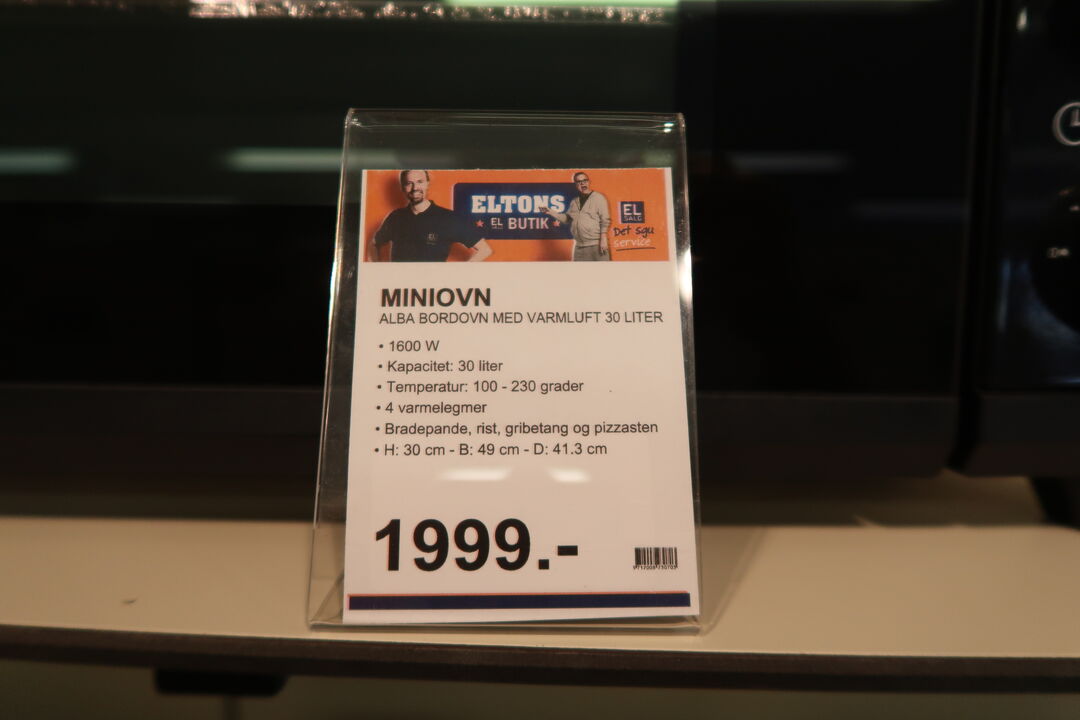 ELTONS
EL
BUTIK
EL
SALG
Det sgu
service
MINIOVN
ALBA BORDOVN MED VARMLUFT 30 LITER
• 1600 W
• Kapacitet: 30 liter
• Temperatur: 100 - 230 grader
• 4 varmelegmer
• Bradepande, rist, gribetang og pizzasten
• H: 30 cm - B: 49 cm - D: 41.3 cm
1999.-